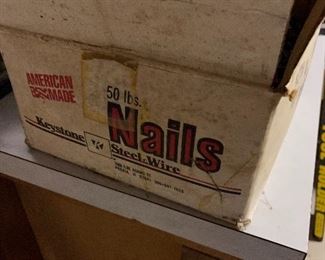 AMERICAN
MADE
50 lbs.
Nails
Keystone
Steel & Wire